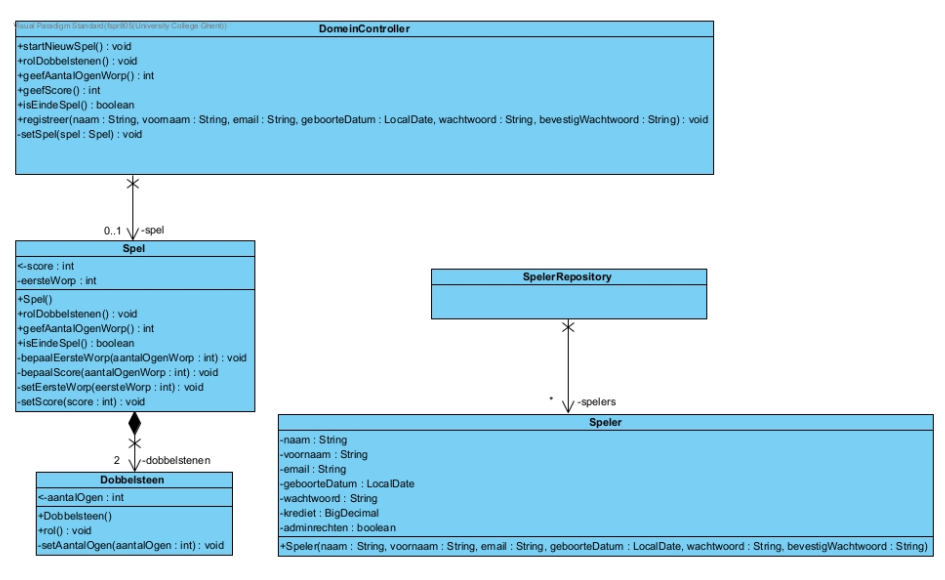 Visual Paradigm Standard(fspr805(University College Ghent))
DomeinController
+startNieuwSpel() : void
+rolDobbelstenen() : void
+geefAantalOgenWorp() : int
+geefScore() : int
+isEindeSpel() : boolean
+registreer(naam : String, voornaam : String, email : String, geboorteDatum : LocalDate, wachtwoord : String, bevestigWachtwoord : String) : void
-setSpel(spel : Spel) : void
0..1
-spel
Spel
<-score : int
-eersteWorp : int
+Spel()
+rolDobbelstenen() : void
+geefAantalOgenWorp() : int
+isEindeSpel() : boolean
-bepaalEersteWorp(aantalOgenWorp : int) : void
-bepaalScore(aantalOgenWorp : int) : void
-setEersteWorp(eersteWorp : int) : void
-setScore(score : int) : void
2
-dobbelstenen
Dobbelsteen
<-aantalOgen : int
+Dobbelsteen()
+rol() : void
-setAantalOgen(aantalOgen : int) : void
SpelerRepository
*
-spelers
Speler
-naam : String
-voornaam : String
-email : String
-geboorteDatum : LocalDate
-wachtwoord : String
-krediet : BigDecimal
-adminrechten : boolean
+Speler(naam : String, voornaam : String, email : String, geboorteDatum : LocalDate, wachtwoord : String, bevestigWachtwoord : String)